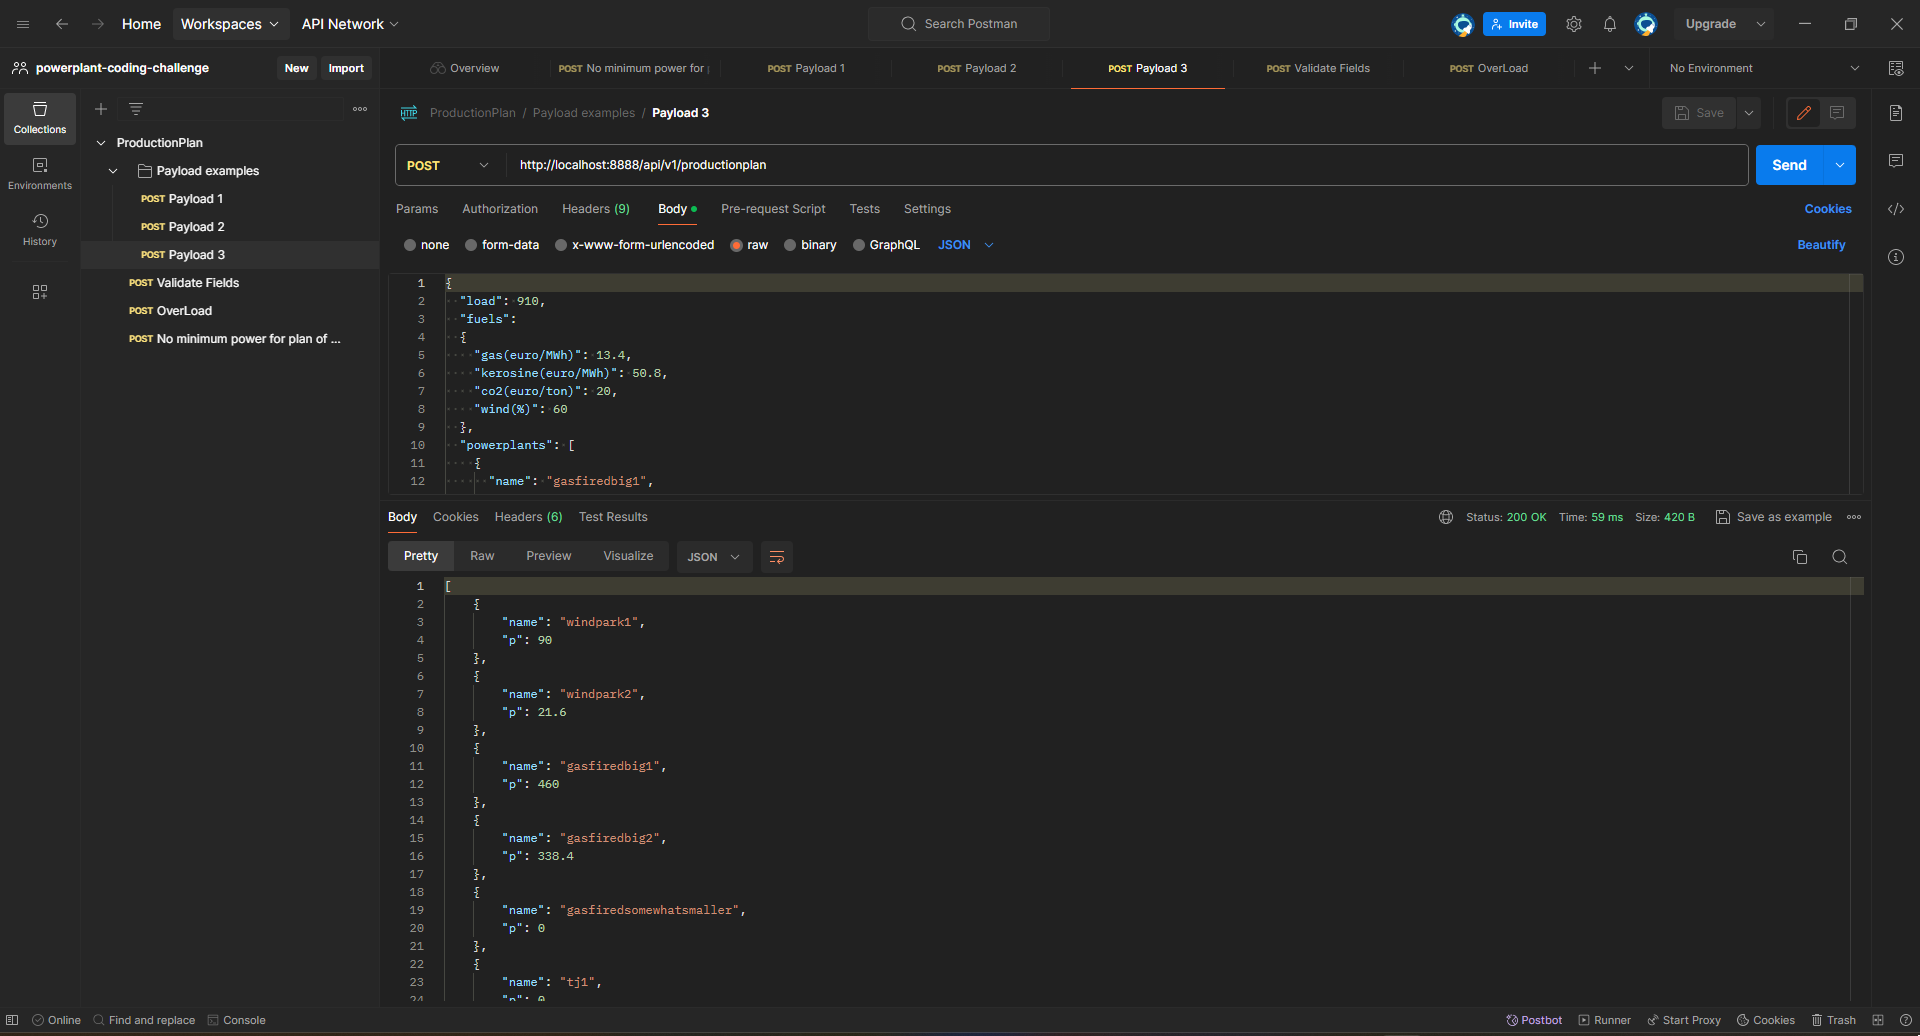 Home Workspaces API Network Search Postman Invite Upgrade
powerplant-coding-challenge New Import Overview POST No minimum power for POST Payload 1 POST Payload 2 POST Payload 3 POST Validate Fields POST OverLoad No Environment
Collections
Environments
History
ProductionPlan
Payload examples
POST Payload 1
POST Payload 2
POST Payload 3
POST Validate Fields
POST OverLoad
POST No minimum power for plan of ...
HTTP ProductionPlan / Payload examples / Payload 3 Save
POST http://localhost:8888/api/v1/productionplan Send
Params Authorization Headers (9) Body Pre-request Script Tests Settings Cookies
none form-data x-www-form-urlencoded raw binary GraphQL JSON Beautify
1 {
2 "load": 910,
3 "fuels":
4 {
5 "gas(euro/MWh)": 13.4,
6 "kerosine(euro/MWh)": 50.8,
7 "co2(euro/ton)": 20,
8 "wind(%)": 60
9 },
10 "powerplants": [
11 {
12 "name": "gasfiredbig1",
Body Cookies Headers (6) Test Results Status: 200 OK Time: 59 ms Size: 420 B Save as example
Pretty Raw Preview Visualize JSON
1 [
2 {
3 "name": "windpark1",
4 "p": 90
5 },
6 {
7 "name": "windpark2",
8 "p": 21.6
9 },
10 {
11 "name": "gasfiredbig1",
12 "p": 460
13 },
14 {
15 "name": "gasfiredbig2",
16 "p": 338.4
17 },
18 {
19 "name": "gasfiredsomewhatsmaller",
20 "p": 0
21 },
22 {
23 "name": "tj1",
24 "p": 0
Online Find and replace Console Postbot Runner Start Proxy Cookies Trash